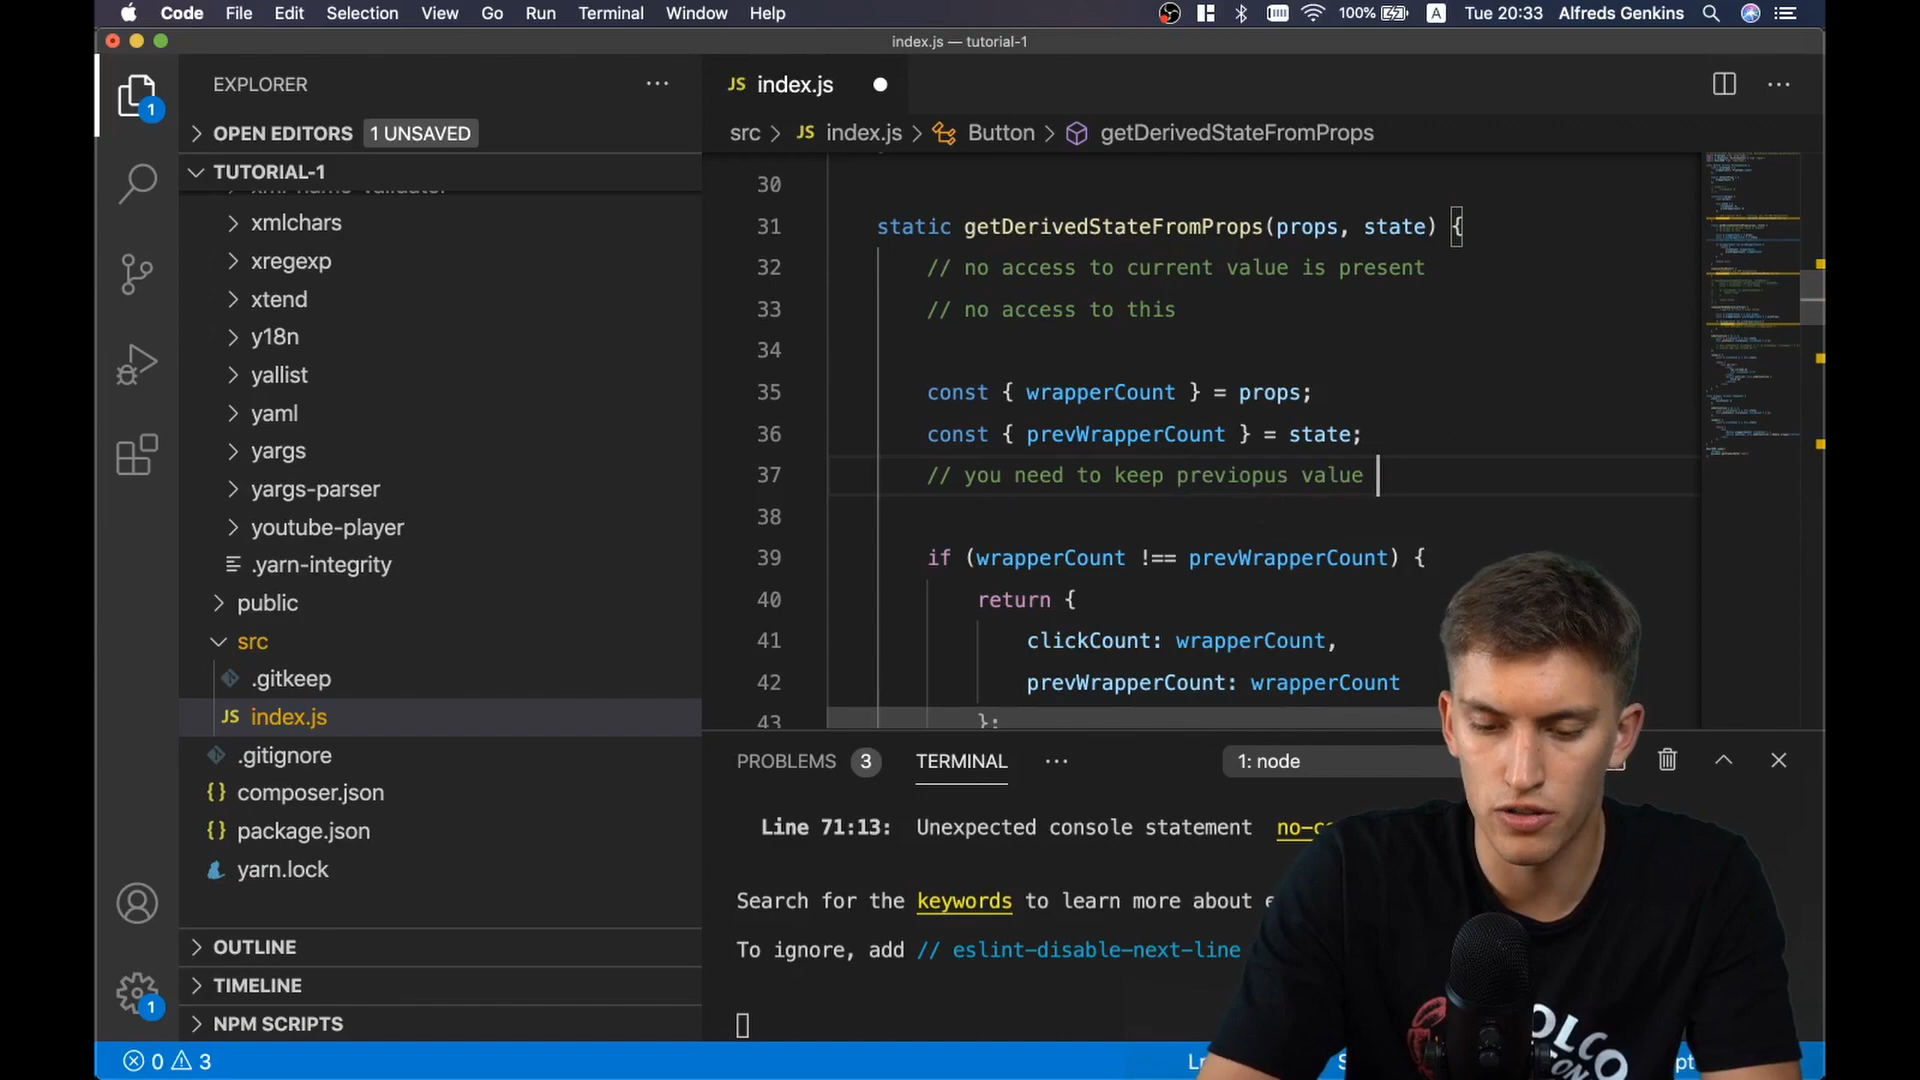 Code File Edit Selection View Go Run Terminal Window Help 100% A Tue 20:33 Alfreds Genkins
index.js — tutorial-1
EXPLORER
OPEN EDITORS 1 UNSAVED
TUTORIAL-1
xmlchars
xregexp
xtend
y18n
yallist
yaml
yargs
yargs-parser
youtube-player
.yarn-integrity
public
src
.gitkeep
JS index.js
.gitignore
{} composer.json
{} package.json
yarn.lock
OUTLINE
TIMELINE
NPM SCRIPTS
1
1
0 3
JS index.js
src > JS index.js > Button > getDerivedStateFromProps
30
31 static getDerivedStateFromProps(props, state) {
32 // no access to current value is present
33 // no access to this
34
35 const { wrapperCount } = props;
36 const { prevWrapperCount } = state;
37 // you need to keep previopus value
38
39 if (wrapperCount !== prevWrapperCount) {
40 return {
41 clickCount: wrapperCount,
42 prevWrapperCount: wrapperCount
43 };
PROBLEMS 3 TERMINAL 1: node
Line 71:13: Unexpected console statement
Search for the keywords to learn more about
To ignore, add // eslint-disable-next-line